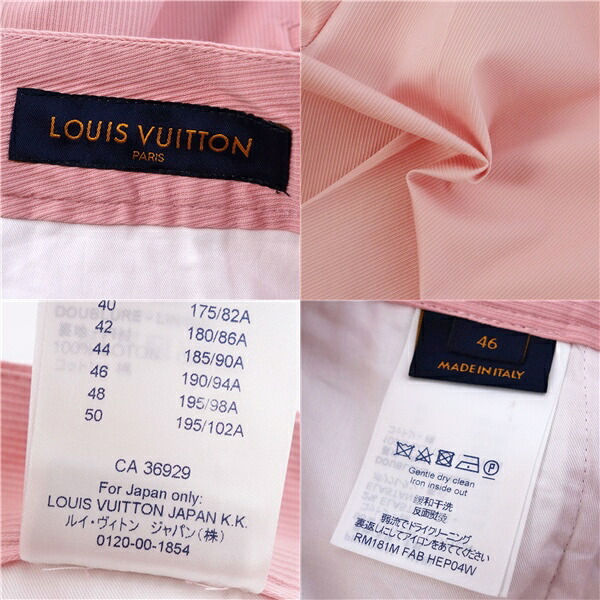 LOUIS VUITTON
PARIS
40 175/82A
42 180/86A
44 185/90A
46 190/94A
48 195/98A
50 195/102A
CA 36929
For Japan only:
LOUIS VUITTON JAPAN K.K.
ルイ・ヴィトン ジャパン(株)
0120-00-1854
46
MADE IN ITALY
Gentle dry clean
Iron inside out
缓和干洗
反面熨烫
弱流でドライクリーニング
裏返しにしてアイロンをあててください
RM181M FAB HEP04W